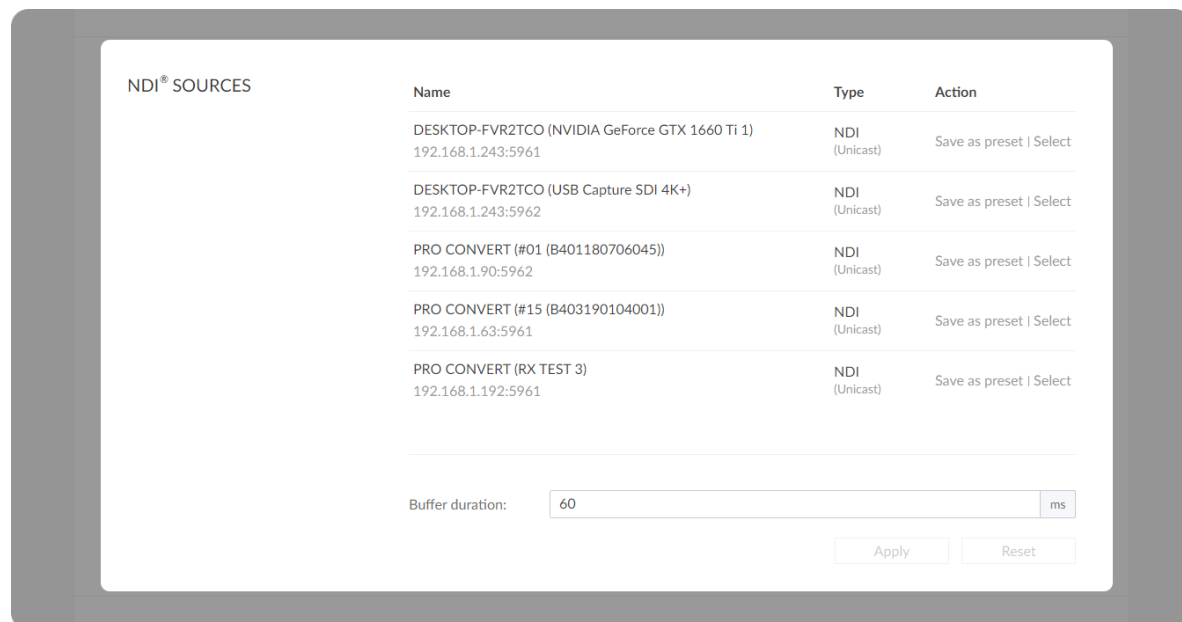 NDI® SOURCES
Name Type Action
DESKTOP-FVR2TCO (NVIDIA GeForce GTX 1660 Ti 1)
192.168.1.243:5961
NDI
(Unicast)
Save as preset | Select
DESKTOP-FVR2TCO (USB Capture SDI 4K+)
192.168.1.243:5962
NDI
(Unicast)
Save as preset | Select
PRO CONVERT (#01 (B401180706045))
192.168.1.90:5962
NDI
(Unicast)
Save as preset | Select
PRO CONVERT (#15 (B403190104001))
192.168.1.63:5961
NDI
(Unicast)
Save as preset | Select
PRO CONVERT (RX TEST 3)
192.168.1.192:5961
NDI
(Unicast)
Save as preset | Select
Buffer duration: 60 ms
Apply Reset